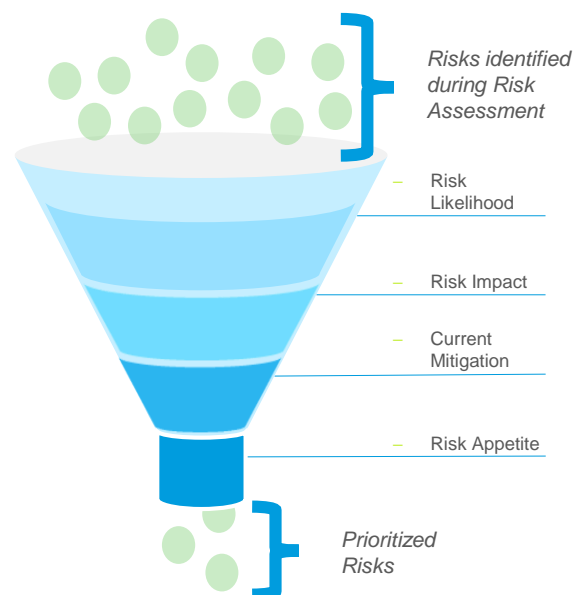 Risks identified
during Risk
Assessment
– Risk
Likelihood
– Risk Impact
– Current
Mitigation
– Risk Appetite
Prioritized
Risks